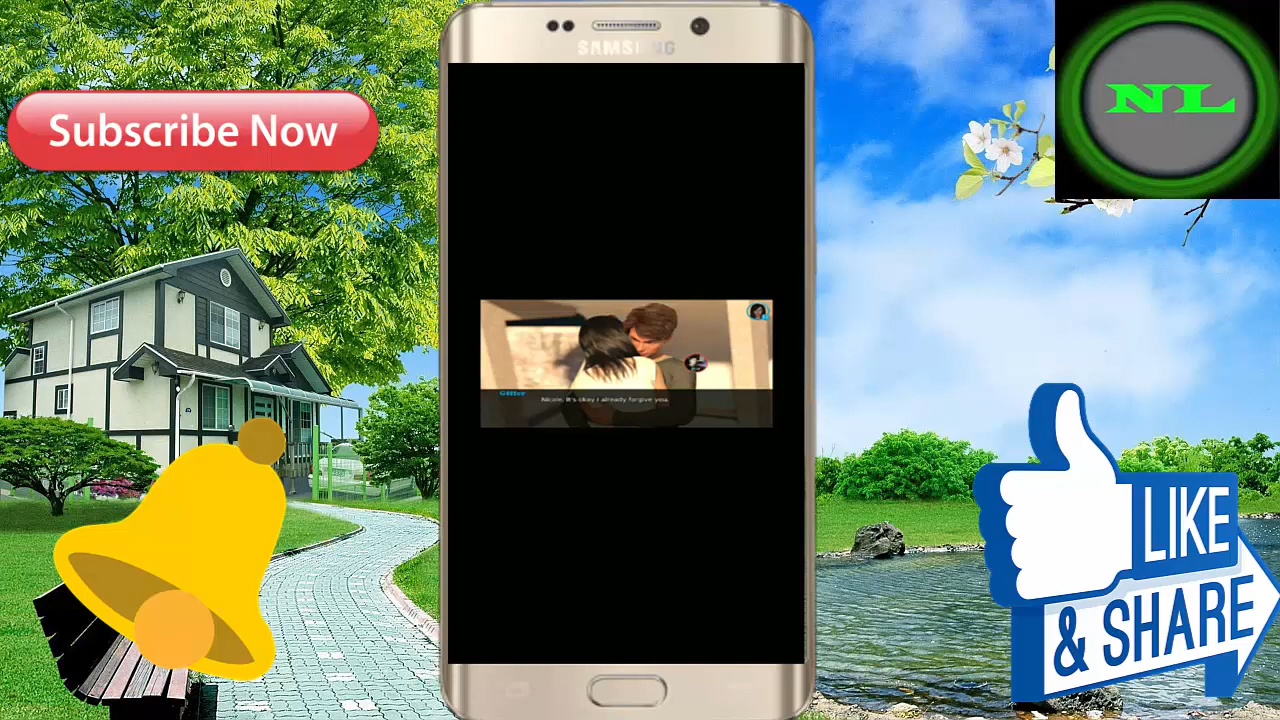 SAMSUNG
Subscribe Now
NL
Nicole, it's okay I already forgive you.
LIKE
& SHARE